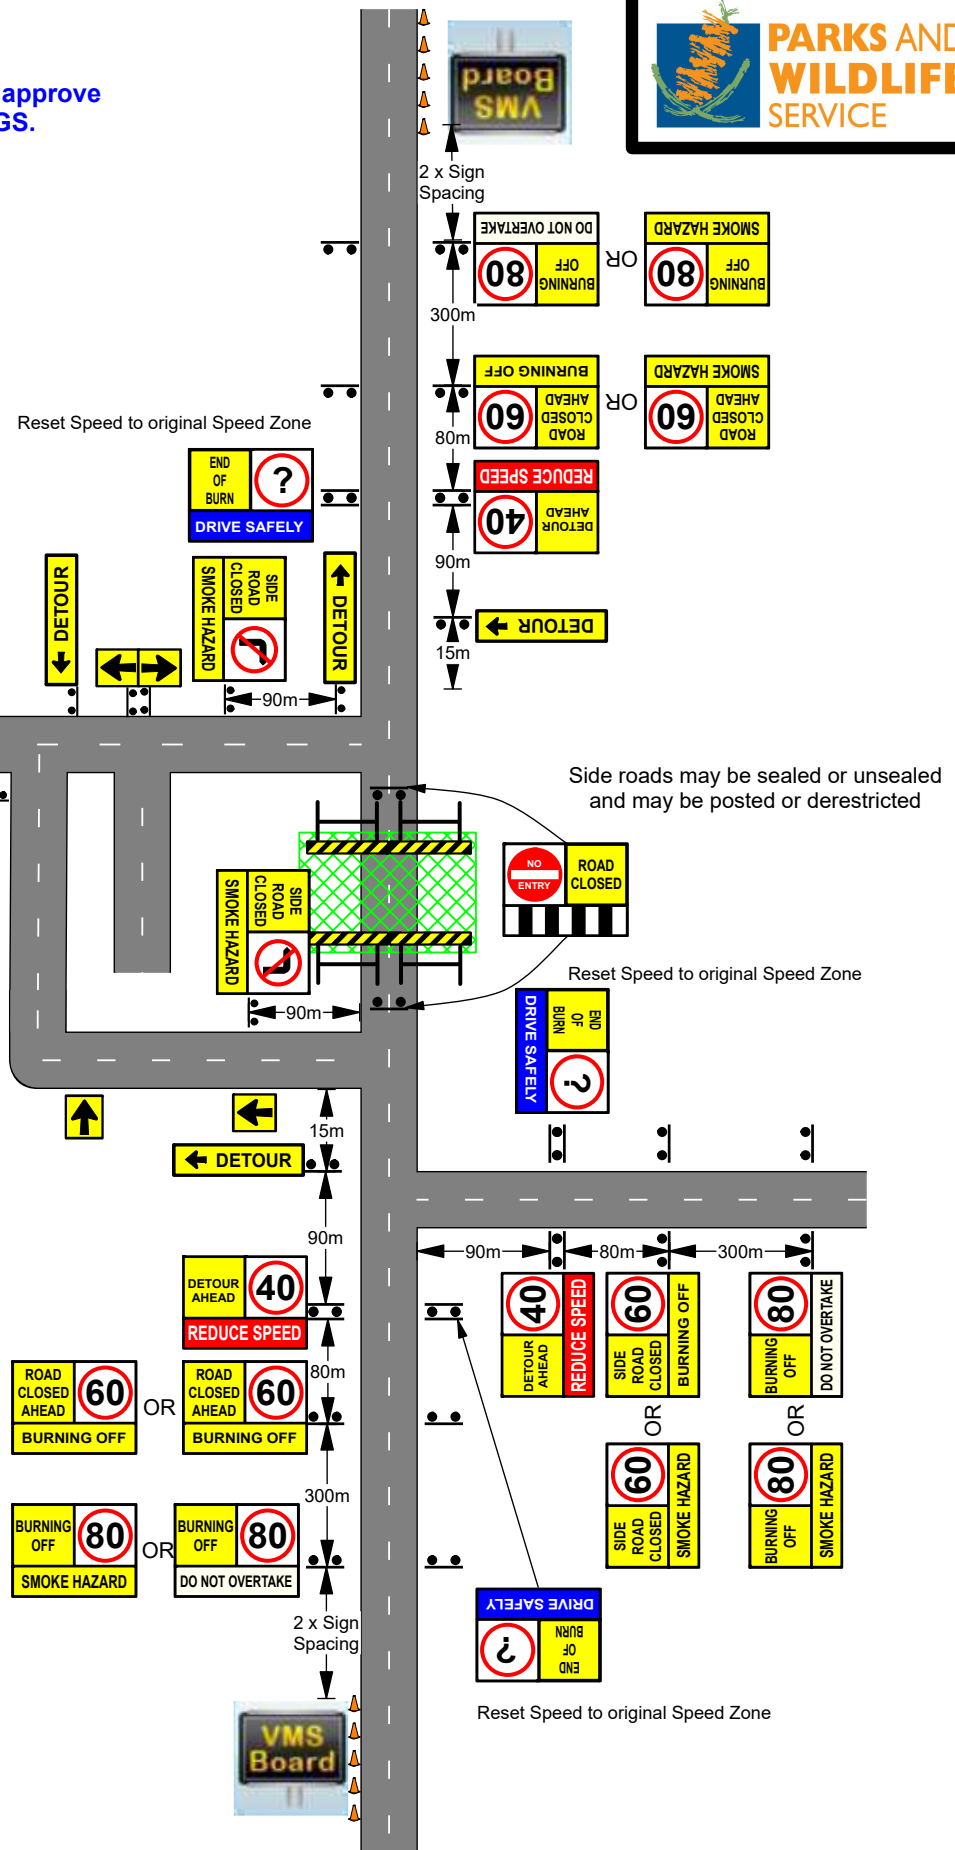 approve
GS.
PARKS AND
WILDLIFE
SERVICE
VMS
Board
2 x Sign
Spacing
DO NOT OVERTAKE
80
BURNING
OFF
OR
SMOKE HAZARD
80
BURNING
OFF
300m
BURNING OFF
60
ROAD
CLOSED
AHEAD
OR
SMOKE HAZARD
60
ROAD
CLOSED
AHEAD
80m
Reset Speed to original Speed Zone
END
OF
BURN
?
DRIVE SAFELY
REDUCE SPEED
40
DETOUR
AHEAD
90m
DETOUR
15m
DETOUR
SIDE
ROAD
CLOSED
SMOKE HAZARD
DETOUR
90m
Side roads may be sealed or unsealed
and may be posted or derestricted
NO
ENTRY
ROAD
CLOSED
SIDE
ROAD
CLOSED
SMOKE HAZARD
90m
Reset Speed to original Speed Zone
END
OF
BURN
?
DRIVE SAFELY
15m
DETOUR
90m
90m
80m
300m
DETOUR
AHEAD
40
REDUCE SPEED
DETOUR
AHEAD
40
REDUCE SPEED
SIDE
ROAD
CLOSED
60
BURNING OFF
BURNING
OFF
80
DO NOT OVERTAKE
80m
ROAD
CLOSED
AHEAD
60
BURNING OFF
OR
ROAD
CLOSED
AHEAD
60
BURNING OFF
OR
OR
SIDE
ROAD
CLOSED
60
SMOKE HAZARD
BURNING
OFF
80
SMOKE HAZARD
300m
BURNING
OFF
80
SMOKE HAZARD
OR
BURNING
OFF
80
DO NOT OVERTAKE
2 x Sign
Spacing
DRIVE SAFELY
?
END
OF
BURN
Reset Speed to original Speed Zone
VMS
Board